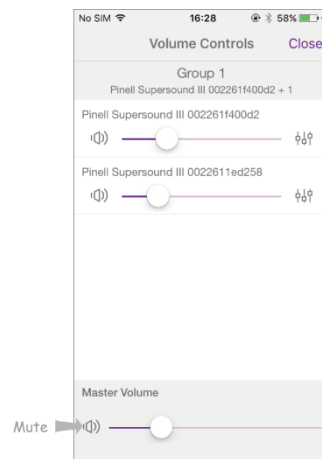 No SIM 16:28 58%
Volume Controls Close
Group 1
Pinell Supersound III 002261f400d2 + 1
Pinell Supersound III 002261f400d2
Pinell Supersound III 0022611ed258
Master Volume
Mute